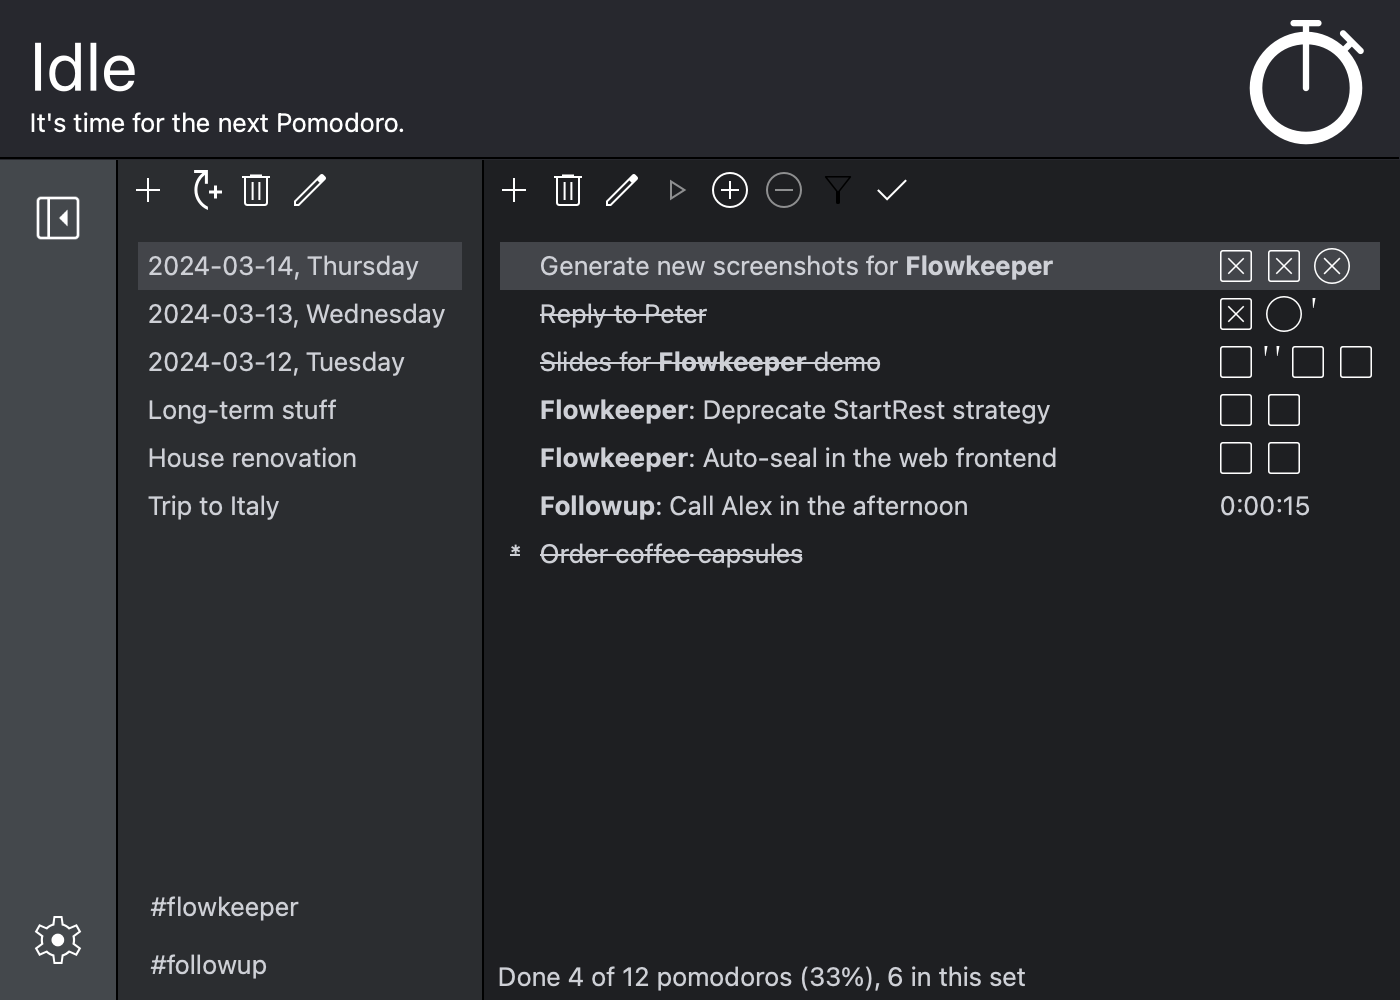 Idle
It's time for the next Pomodoro.
2024-03-14, Thursday
2024-03-13, Wednesday
2024-03-12, Tuesday
Long-term stuff
House renovation
Trip to Italy
#flowkeeper
#followup
Generate new screenshots for Flowkeeper
Reply to Peter '
Slides for Flowkeeper demo ' '
Flowkeeper: Deprecate StartRest strategy
Flowkeeper: Auto-seal in the web frontend
Followup: Call Alex in the afternoon 0:00:15
* Order coffee capsules
Done 4 of 12 pomodoros (33%), 6 in this set